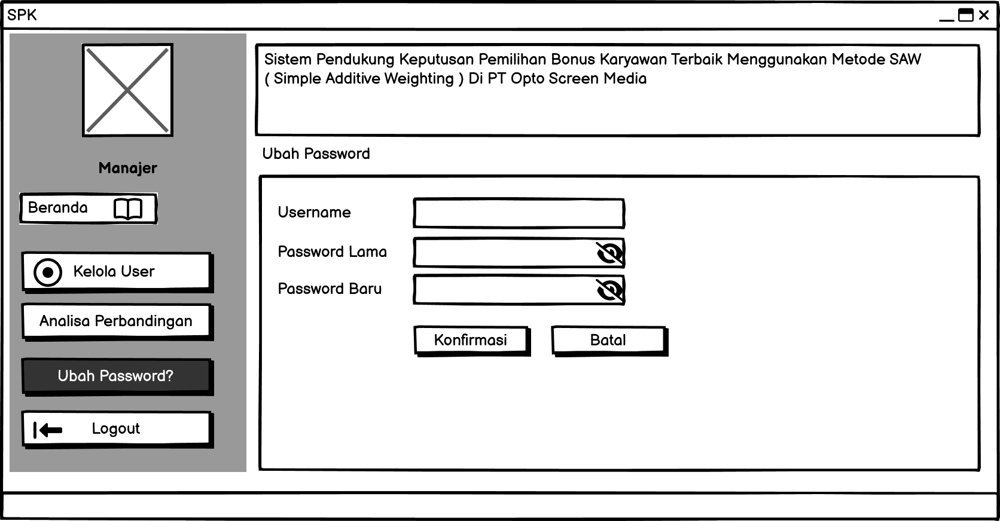 SPK
Sistem Pendukung Keputusan Pemilihan Bonus Karyawan Terbaik Menggunakan Metode SAW
( Simple Additive Weighting ) Di PT Opto Screen Media
Manajer
Beranda
Kelola User
Analisa Perbandingan
Ubah Password?
Logout
Ubah Password
Username
Password Lama
Password Baru
Konfirmasi
Batal